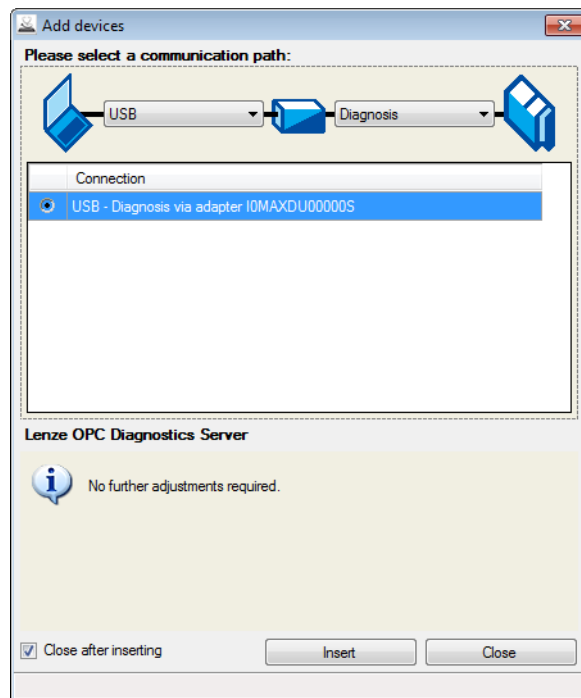 Add devices
Please select a communication path:
USB
Diagnosis
Connection
USB - Diagnosis via adapter I0MAXDU00000S
Lenze OPC Diagnostics Server
No further adjustments required.
Close after inserting
Insert
Close